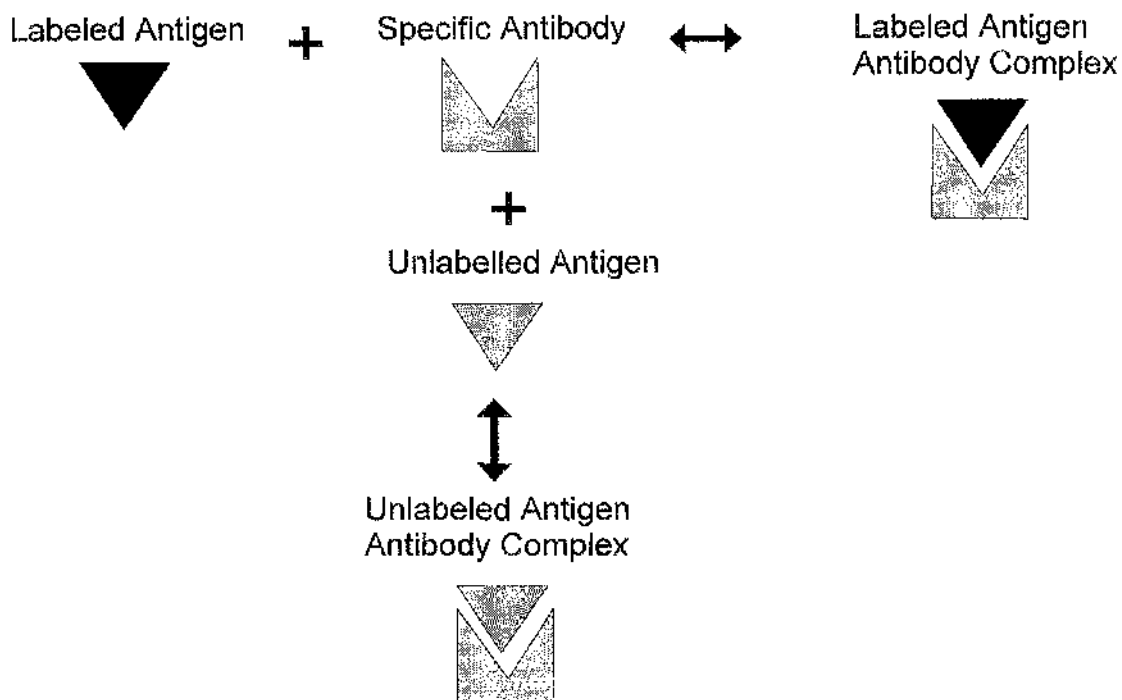 Labeled Antigen + Specific Antibody ↔ Labeled Antigen
Antibody Complex
+
Unlabelled Antigen
Unlabeled Antigen
Antibody Complex